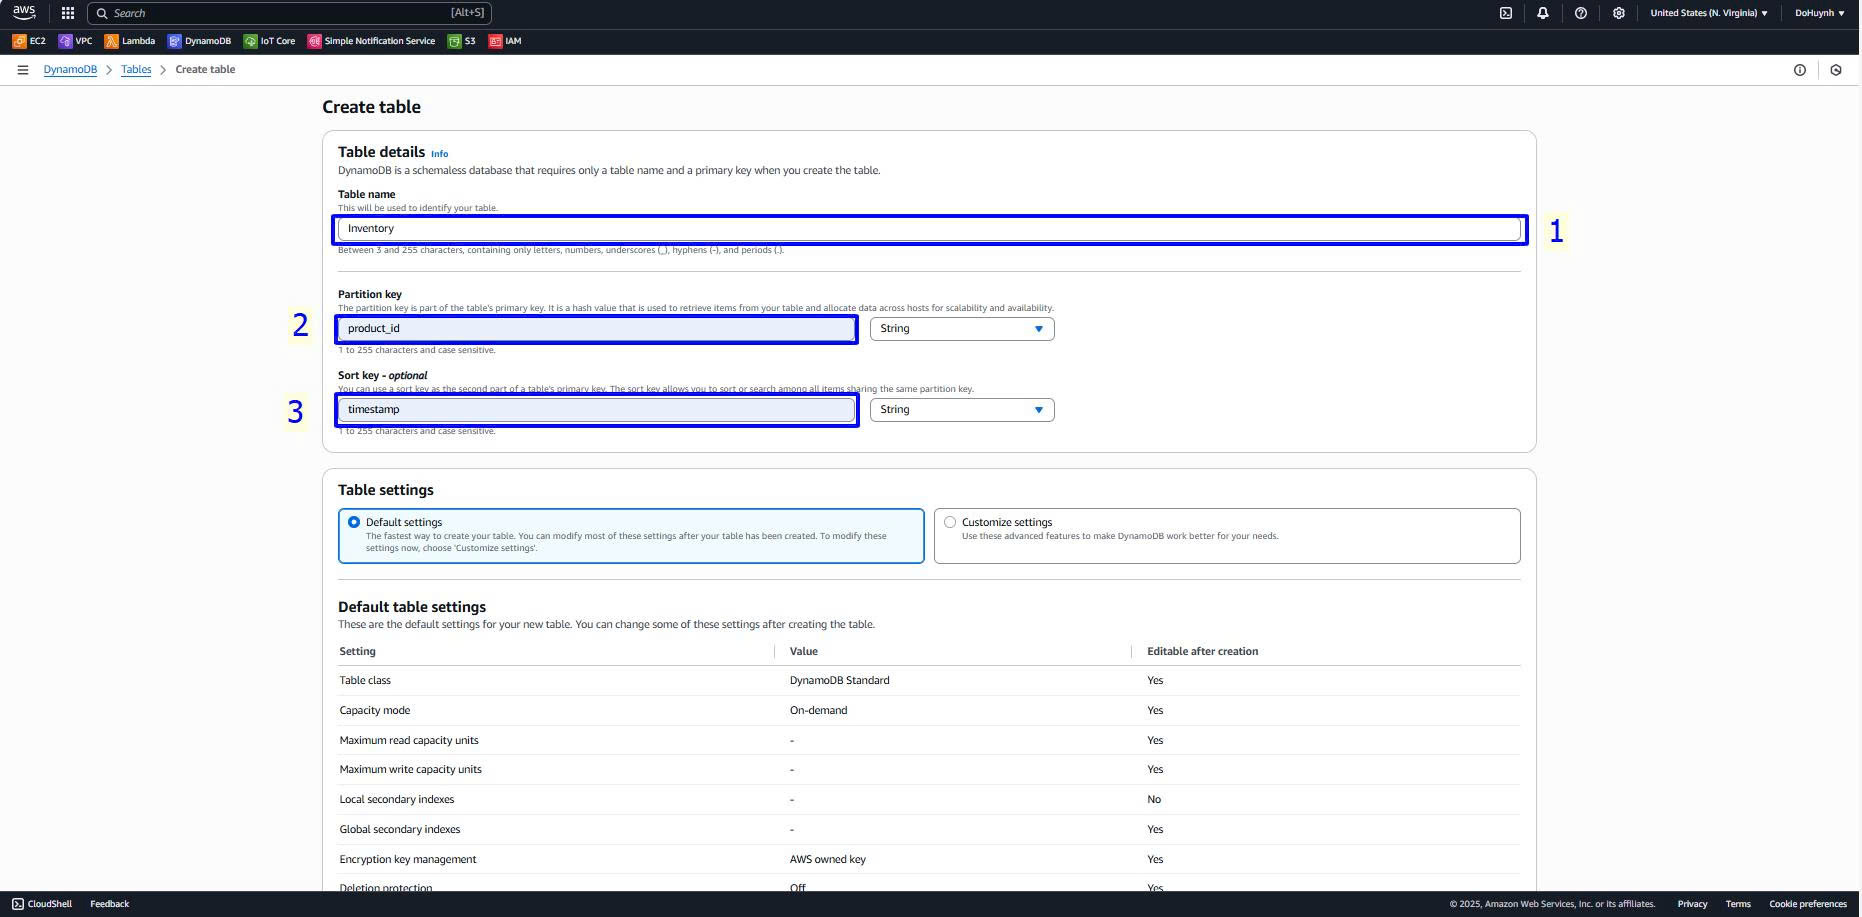 aws
Search [Alt+S]
United States (N. Virginia) ▼ DoHuynh ▼
EC2 VPC Lambda DynamoDB IoT Core Simple Notification Service S3 IAM
DynamoDB > Tables > Create table
Create table
Table details Info
DynamoDB is a schemaless database that requires only a table name and a primary key when you create the table.
Table name
This will be used to identify your table.
Inventory
1
Between 3 and 255 characters, containing only letters, numbers, underscores (_), hyphens (-), and periods (.).
Partition key
The partition key is part of the table's primary key. It is a hash value that is used to retrieve items from your table and allocate data across hosts for scalability and availability.
2
product_id String
1 to 255 characters and case sensitive.
Sort key - optional
You can use a sort key as the second part of a table's primary key. The sort key allows you to sort or search among all items sharing the same partition key.
3
timestamp String
1 to 255 characters and case sensitive.
Table settings
Default settings
The fastest way to create your table. You can modify most of these settings after your table has been created. To modify these
settings now, choose 'Customize settings'.
Customize settings
Use these advanced features to make DynamoDB work better for your needs.
Default table settings
These are the default settings for your new table. You can change some of these settings after creating the table.
Setting Value Editable after creation
Table class DynamoDB Standard Yes
Capacity mode On-demand Yes
Maximum read capacity units - Yes
Maximum write capacity units - Yes
Local secondary indexes - No
Global secondary indexes - Yes
Encryption key management AWS owned key Yes
Deletion protection Off Yes
CloudShell Feedback © 2025, Amazon Web Services, Inc. or its affiliates. Privacy Terms Cookie preferences